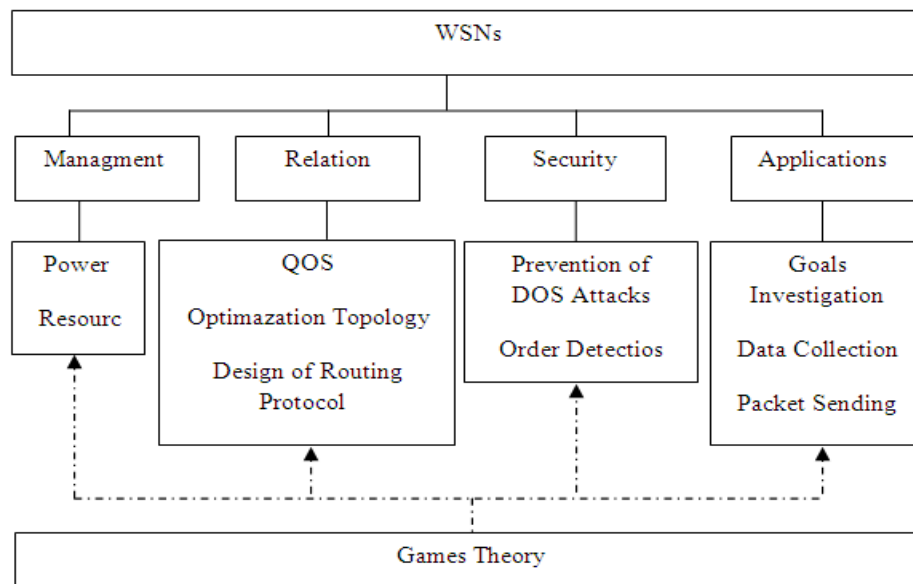 WSNs
Managment
Relation
Security
Applications
Power
Resourc
QOS
Optimazation Topology
Design of Routing
Protocol
Prevention of
DOS Attacks
Order Detectios
Goals
Investigation
Data Collection
Packet Sending
Games Theory